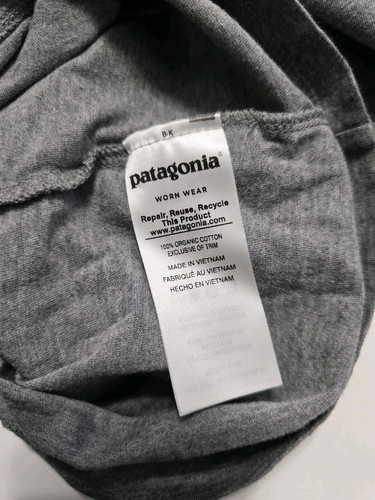 B-K
patagonia®
WORN WEAR
Repair, Reuse, Recycle
This Product
www.patagonia.com
100% ORGANIC COTTON
EXCLUSIVE OF TRIM
MADE IN VIETNAM
FABRIQUÉ AU VIETNAM
HECHO EN VIETNAM